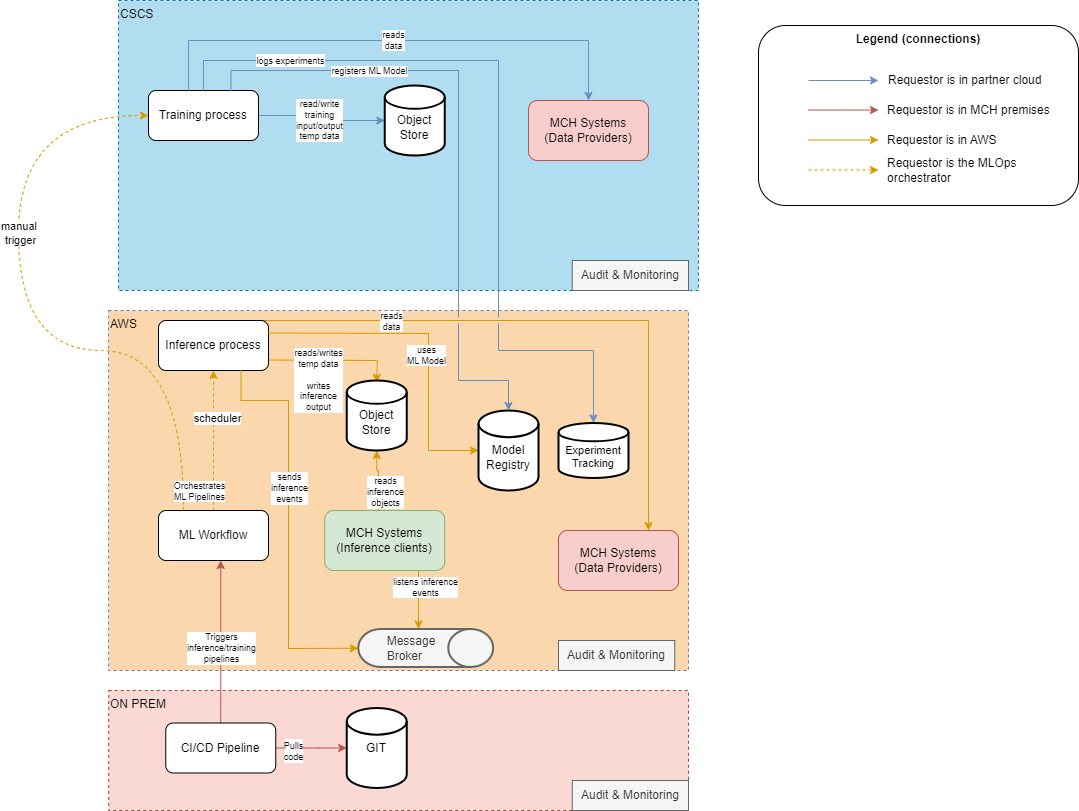 CSCS
reads
data
logs experiments
registers ML Model
Training process
read/write
training
input/output
temp data
Object
Store
MCH Systems
(Data Providers)
Audit & Monitoring
Legend (connections)
Requestor is in partner cloud
Requestor is in MCH premises
Requestor is in AWS
Requestor is the MLOps
orchestrator
manual
trigger
AWS
Inference process
reads
data
uses
ML Model
reads/writes
temp data
writes
inference
output
Object
Store
scheduler
Model
Registry
Experiment
Tracking
Orchestrates
ML Pipelines
sends
inference
events
reads
inference
objects
ML Workflow
MCH Systems
(Inference clients)
MCH Systems
(Data Providers)
listens inference
events
Triggers
inference/training
pipelines
Message
Broker
Audit & Monitoring
ON PREM
CI/CD Pipeline
Pulls
code
GIT
Audit & Monitoring